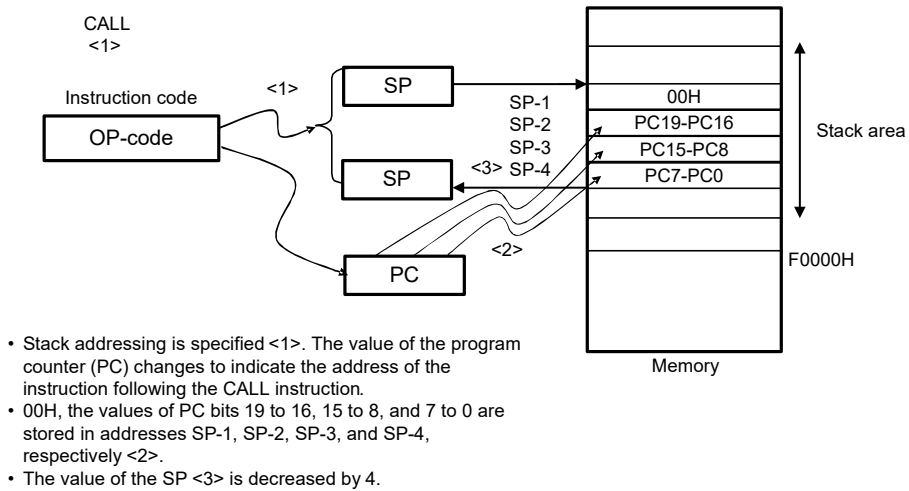 CALL
<1>
Instruction code
OP-code
<1>
SP
SP
PC
SP-1
SP-2
SP-3
<3> SP-4
<2>
00H
PC19-PC16
PC15-PC8
PC7-PC0
Stack area
F0000H
Memory
• Stack addressing is specified <1>. The value of the program
counter (PC) changes to indicate the address of the
instruction following the CALL instruction.
• 00H, the values of PC bits 19 to 16, 15 to 8, and 7 to 0 are
stored in addresses SP-1, SP-2, SP-3, and SP-4,
respectively <2>.
• The value of the SP <3> is decreased by 4.